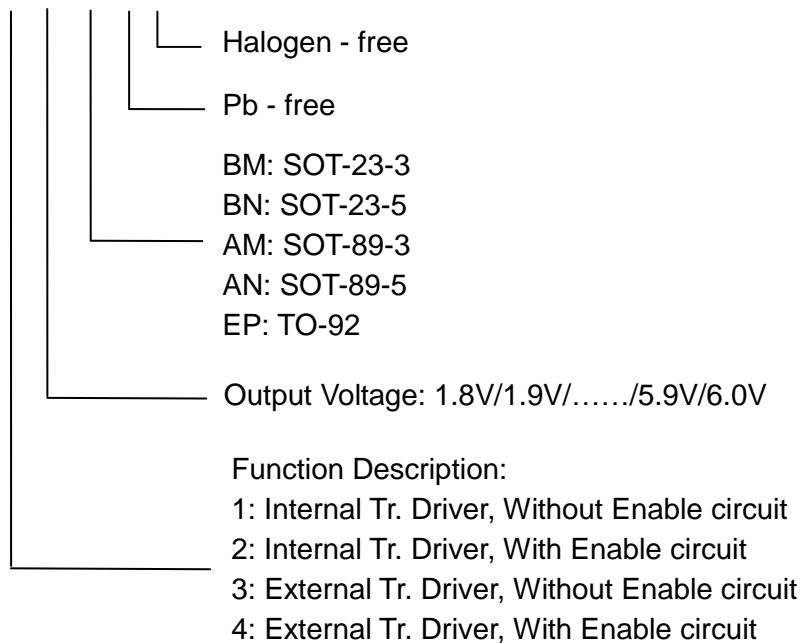 Halogen - free
Pb - free
BM: SOT-23-3
BN: SOT-23-5
AM: SOT-89-3
AN: SOT-89-5
EP: TO-92
Output Voltage: 1.8V/1.9V/……/5.9V/6.0V
Function Description:
1: Internal Tr. Driver, Without Enable circuit
2: Internal Tr. Driver, With Enable circuit
3: External Tr. Driver, Without Enable circuit
4: External Tr. Driver, With Enable circuit